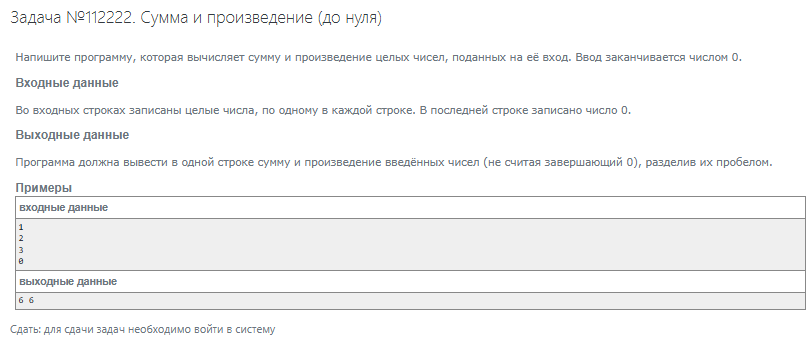 Задача №112222. Сумма и произведение (до нуля)
Напишите программу, которая вычисляет сумму и произведение целых чисел, поданных на её вход. Ввод заканчивается числом 0.
Входные данные
Во входных строках записаны целые числа, по одному в каждой строке. В последней строке записано число 0.
Выходные данные
Программа должна вывести в одной строке сумму и произведение введённых чисел (не считая завершающий 0), разделив их пробелом.
Примеры
входные данные
1
2
3
0
выходные данные
6 6
Сдать: для сдачи задач необходимо войти в систему